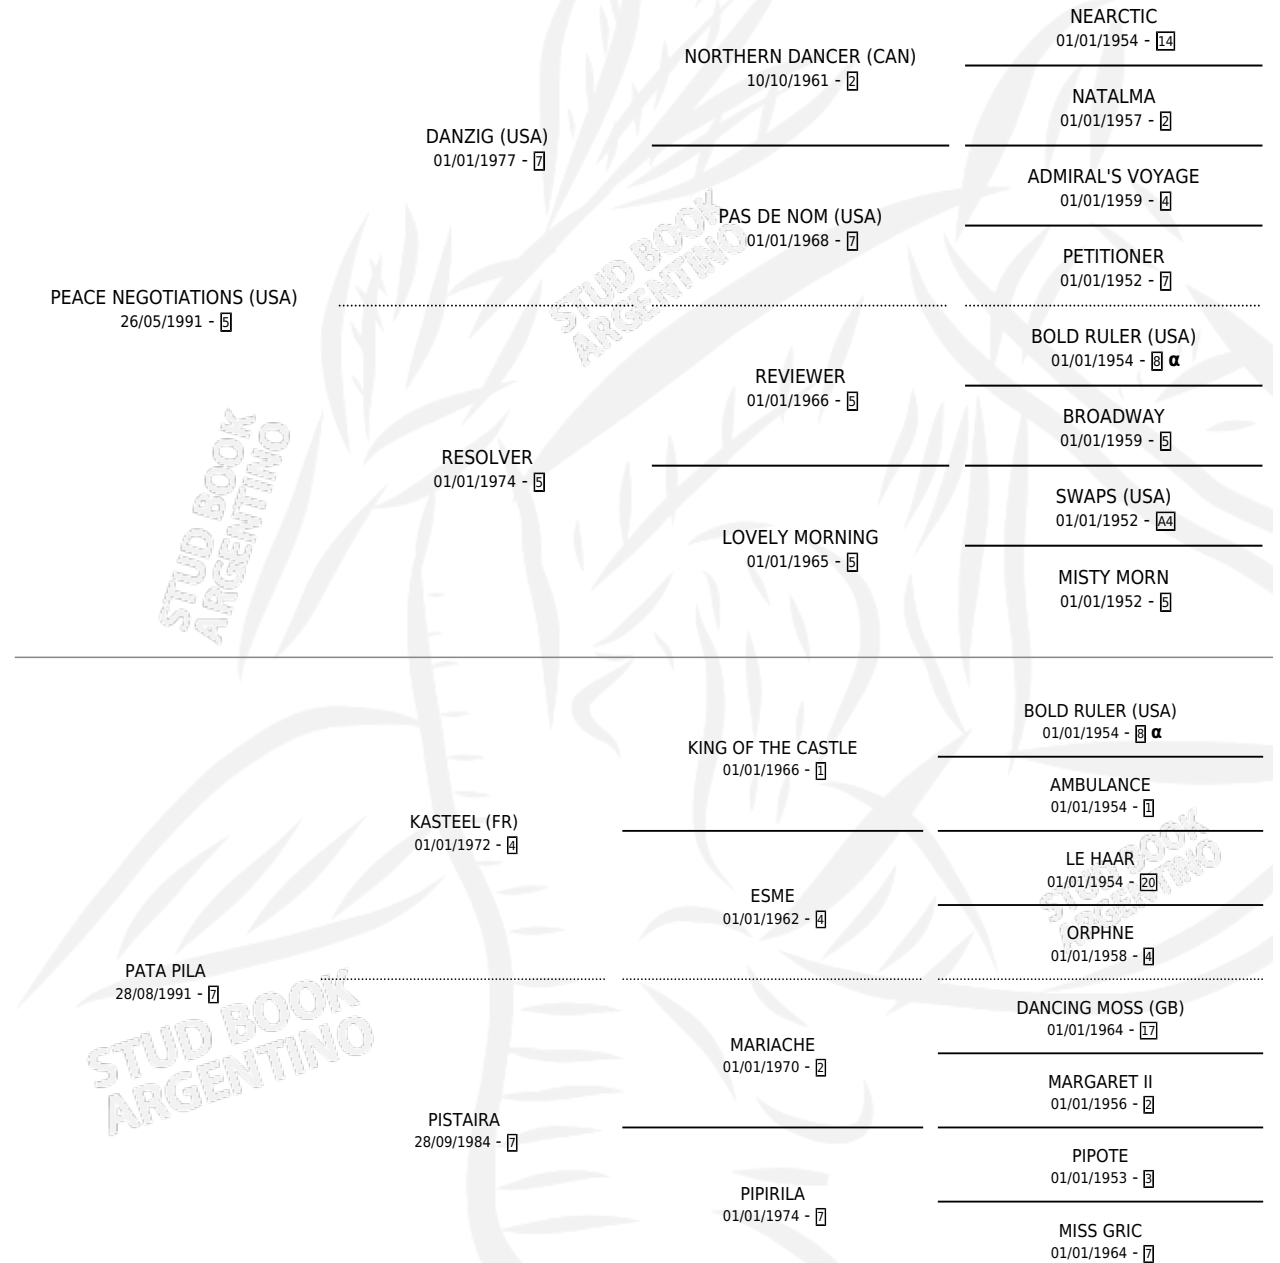 PEACE NEGOTIATIONS (USA)
26/05/1991 - 5
DANZIG (USA)
01/01/1977 - 7
NORTHERN DANCER (CAN)
10/10/1961 - 2
NEARCTIC
01/01/1954 - 14
NATALMA
01/01/1957 - 2
PAS DE NOM (USA)
01/01/1968 - 7
ADMIRAL'S VOYAGE
01/01/1959 - 4
PETITIONER
01/01/1952 - 7
RESOLVER
01/01/1974 - 5
REVIEWER
01/01/1966 - 5
BOLD RULER (USA)
01/01/1954 - 8 α
BROADWAY
01/01/1959 - 5
LOVELY MORNING
01/01/1965 - 5
SWAPS (USA)
01/01/1952 - A4
MISTY MORN
01/01/1952 - 5
PATA PILA
28/08/1991 - 7
KASTEEL (FR)
01/01/1972 - 4
KING OF THE CASTLE
01/01/1966 - 1
BOLD RULER (USA)
01/01/1954 - 8 α
AMBULANCE
01/01/1954 - 1
ESME
01/01/1962 - 4
LE HAAR
01/01/1954 - 20
ORPHNE
01/01/1958 - 4
PISTAIRA
28/09/1984 - 7
MARIACHE
01/01/1970 - 2
DANCING MOSS (GB)
01/01/1964 - 17
MARGARET II
01/01/1956 - 2
PIPIRILA
01/01/1974 - 7
PIPOTE
01/01/1953 - 3
MISS GRIC
01/01/1964 - 7
STUD BOOK
ARGENTINO
STUD BOOK
ARGENTINO
STUD BOOK
ARGENTINO
STUD BOOK
ARGENTINO